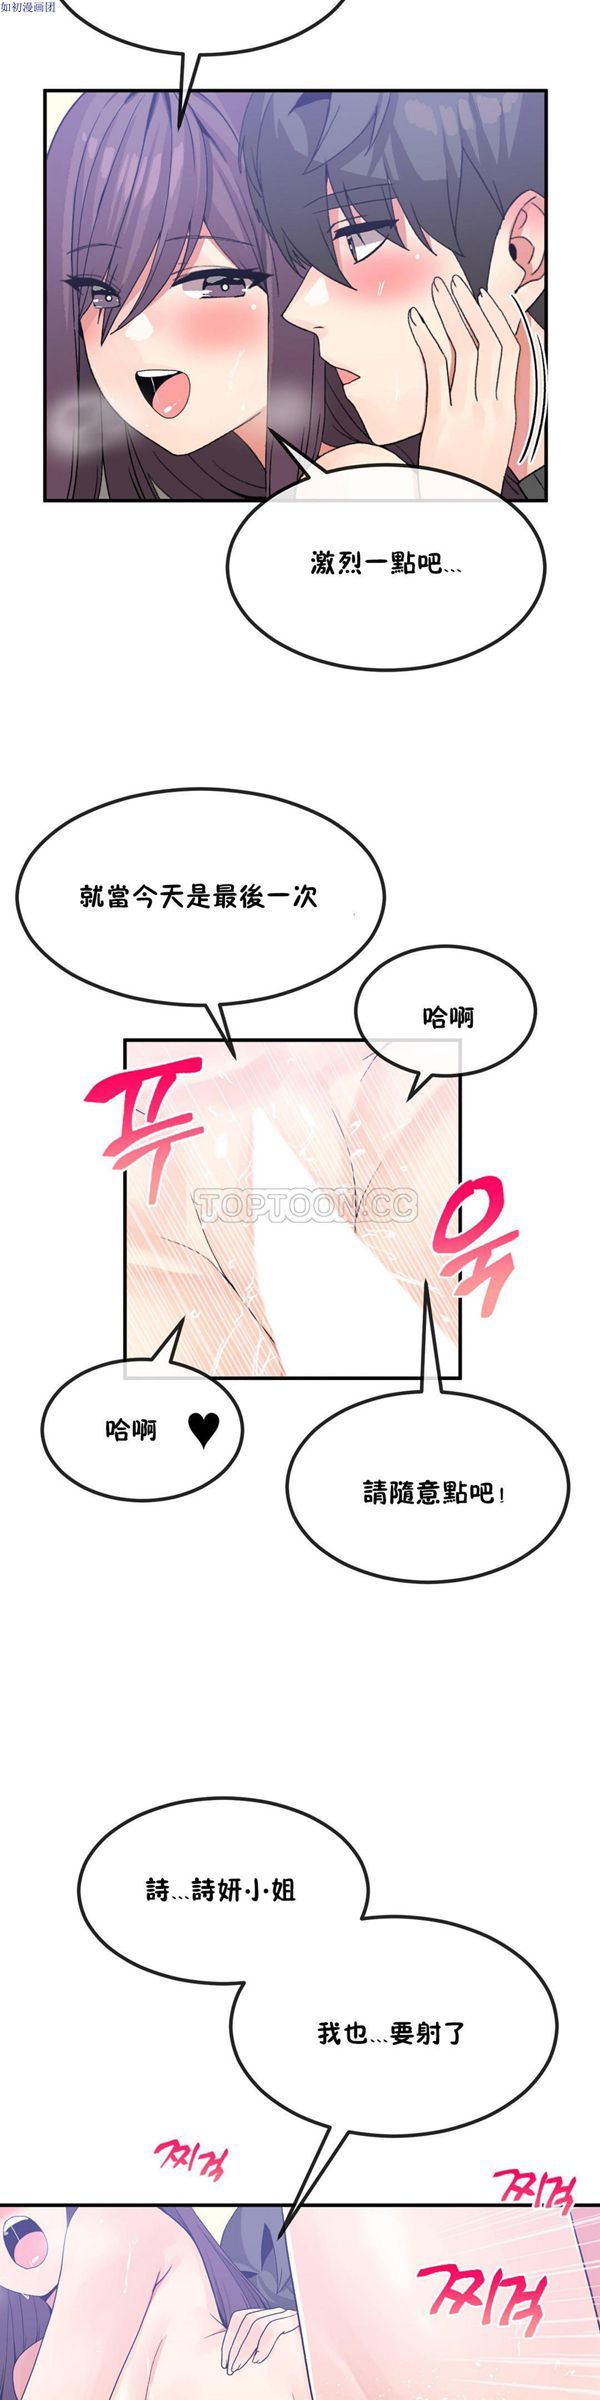 如初漫画团
激烈一點吧...
就當今天是最後一次
哈啊
푸
TOPTOON.CC
욱
哈啊 ♥
請隨意點吧!
詩...詩妍小姐
我也...要射了
찌걱
찌걱
찌걱